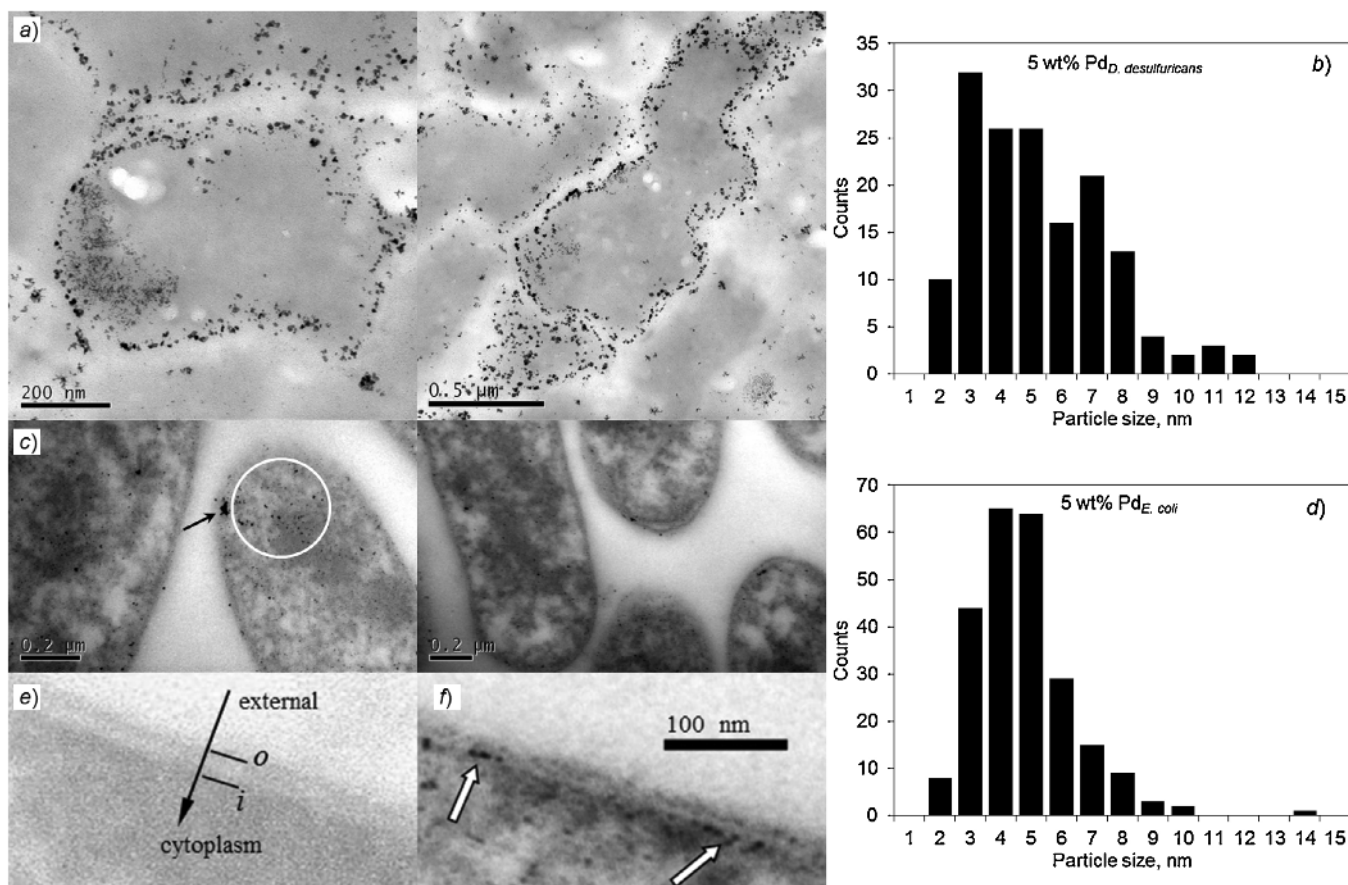 a)
200 nm
0.5 µm
5 wt% Pd D. desulfuricans
b)
35
30
25
20
15
10
5
0
Counts
1 2 3 4 5 6 7 8 9 10 11 12 13 14 15
Particle size, nm
c)
0.2 µm
0.2 µm
5 wt% Pd E. coli
d)
70
60
50
40
30
20
10
0
Counts
1 2 3 4 5 6 7 8 9 10 11 12 13 14 15
Particle size, nm
e)
external
o
i
cytoplasm
f)
100 nm